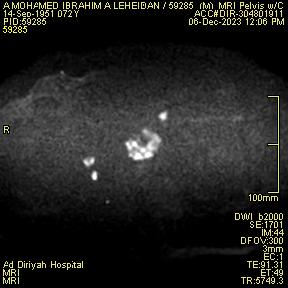 A MOHAMED IBRAHIM A LEHEIDAN / 59285 (M) MRI Pelvis w/C
14-Sep-1951 072Y ACC#DIR-304801911
PID:59285 06-Dec-2023 12:06 PM
59285
R
100mm
DWI_b2000
SE:1701
IM:44
DFOV:300
3mm
Ad Diriyah Hospital EC:1
MRI TE:91.31
MRI ET:49
TR:5749.3